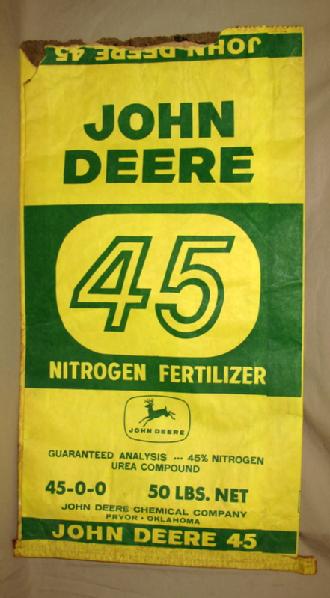 JOHN DEERE 45
JOHN
DEERE
45
NITROGEN FERTILIZER
JOHN DEERE
GUARANTEED ANALYSIS --- 45% NITROGEN
UREA COMPOUND
45-0-0 50 LBS. NET
JOHN DEERE CHEMICAL COMPANY
PRYOR - OKLAHOMA
JOHN DEERE 45